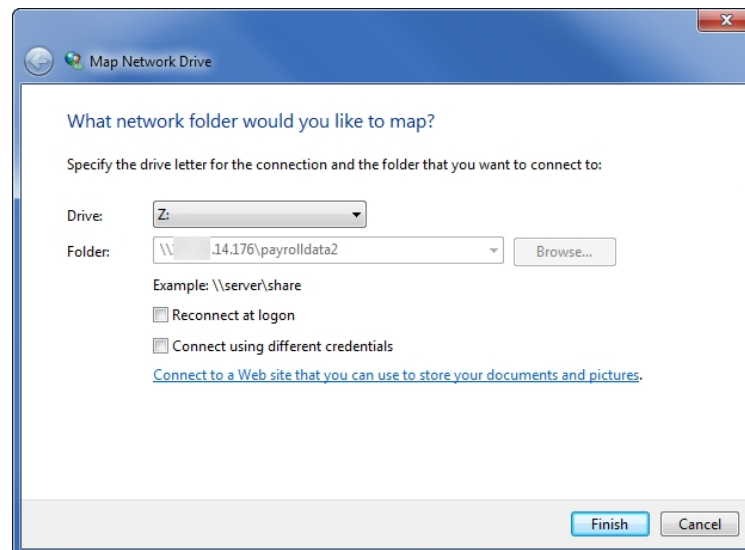 Map Network Drive
What network folder would you like to map?
Specify the drive letter for the connection and the folder that you want to connect to:
Drive: Z:
Folder: \\ .14.176\payrolldata2 Browse...
Example: \\server\share
Reconnect at logon
Connect using different credentials
Connect to a Web site that you can use to store your documents and pictures.
Finish Cancel